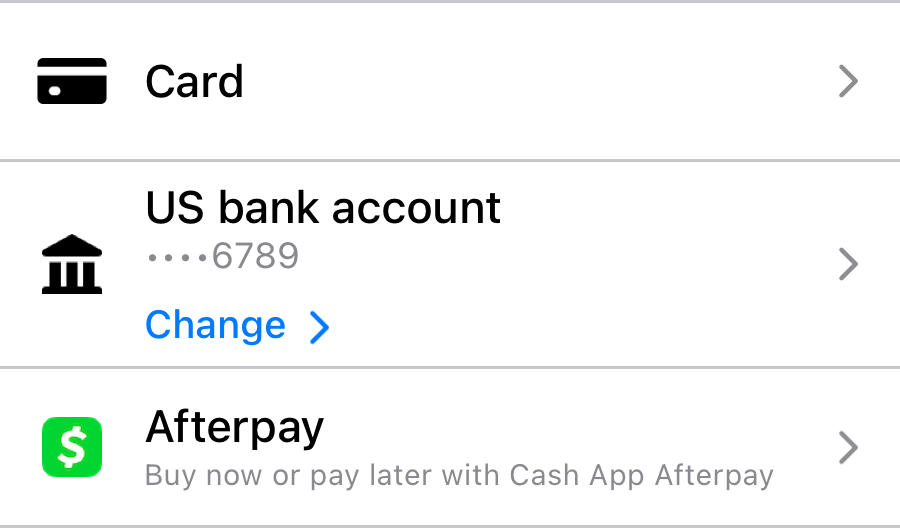 Card
US bank account
••••6789
Change
$
Afterpay
Buy now or pay later with Cash App Afterpay